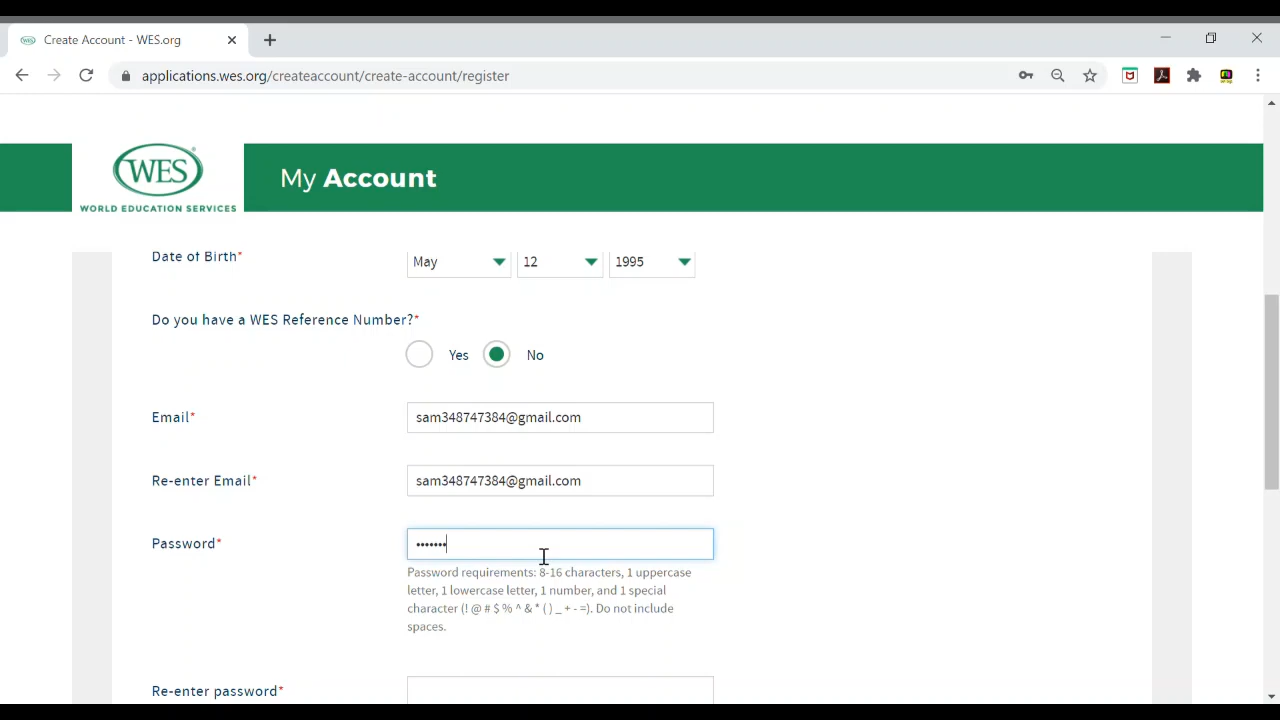 Create Account - WES.org
applications.wes.org/createaccount/create-account/register
WES
WORLD EDUCATION SERVICES
My Account
Date of Birth*
May
12
1995
Do you have a WES Reference Number?*
Yes
No
Email*
sam348747384@gmail.com
Re-enter Email*
sam348747384@gmail.com
Password*
•••••••
Password requirements: 8-16 characters, 1 uppercase
letter, 1 lowercase letter, 1 number, and 1 special
character (! @ # $ % ^ & * ( ) _ + - =). Do not include
spaces.
Re-enter password*